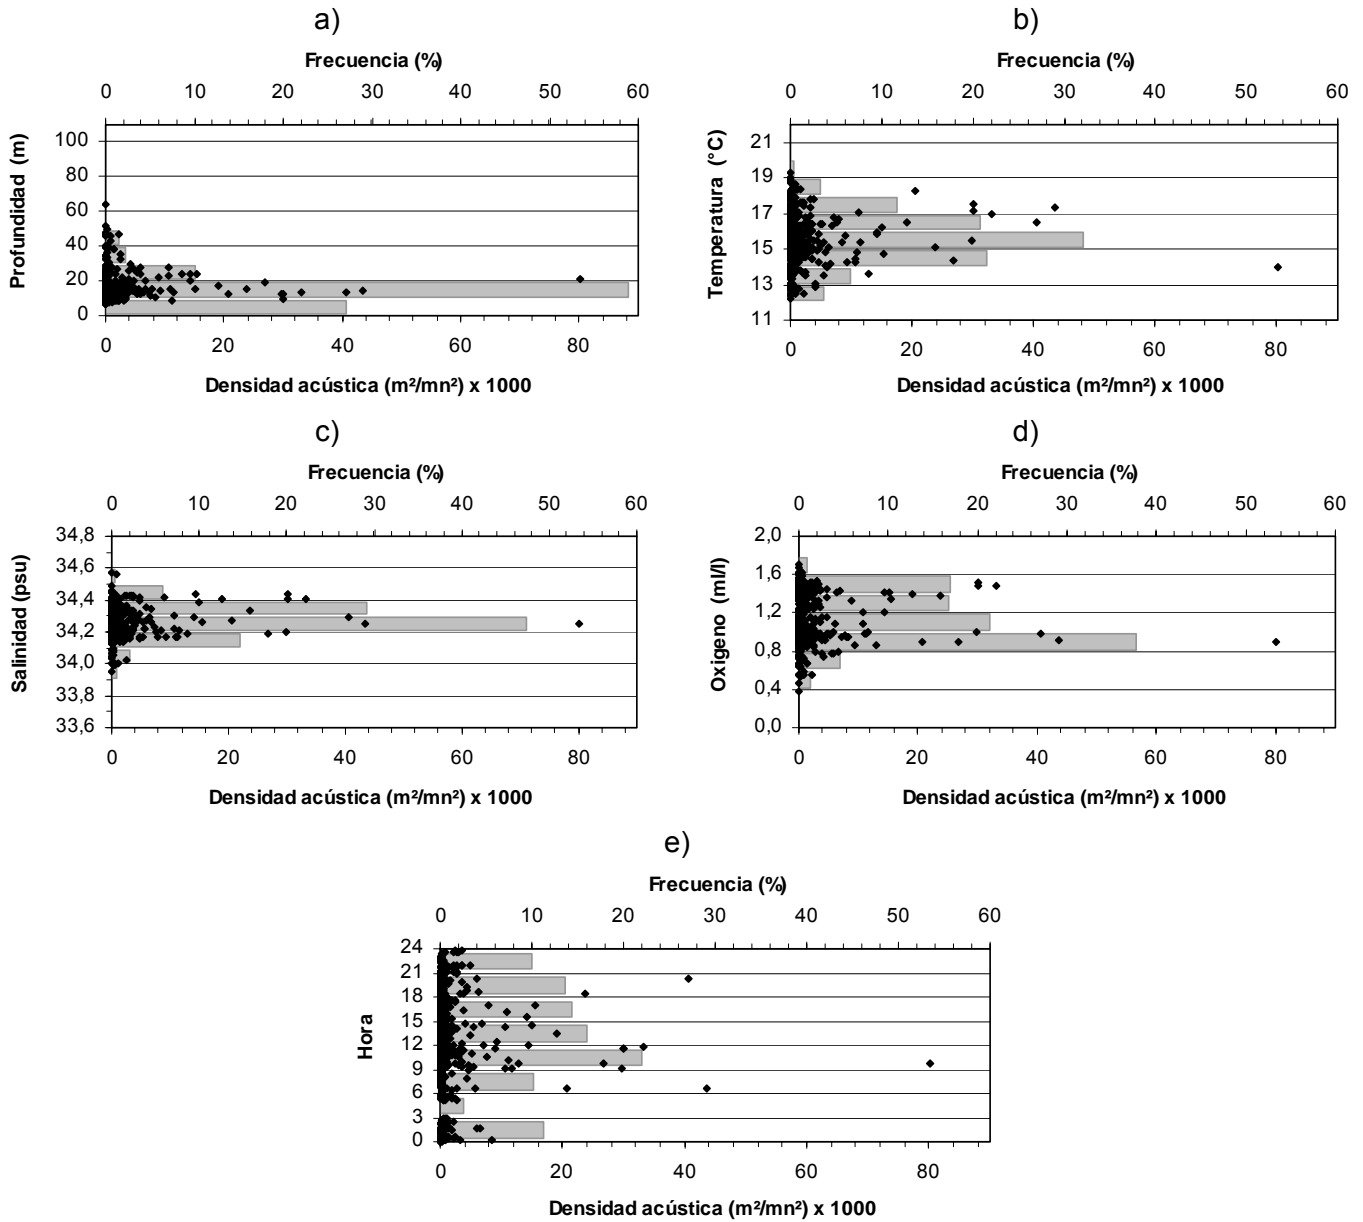 a)
Frecuencia (%)
0 10 20 30 40 50 60
Profundidad (m)
100
80
60
40
20
0
0 20 40 60 80
Densidad acústica (m²/mn²) x 1000
b)
Frecuencia (%)
0 10 20 30 40 50 60
Temperatura (°C)
21
19
17
15
13
11
0 20 40 60 80
Densidad acústica (m²/mn²) x 1000
c)
Frecuencia (%)
0 10 20 30 40 50 60
Salinidad (psu)
34,8
34,6
34,4
34,2
34,0
33,8
33,6
0 20 40 60 80
Densidad acústica (m²/mn²) x 1000
d)
Frecuencia (%)
0 10 20 30 40 50 60
Oxigeno (ml/l)
2,0
1,6
1,2
0,8
0,4
0,0
0 20 40 60 80
Densidad acústica (m²/mn²) x 1000
e)
Frecuencia (%)
0 10 20 30 40 50 60
Hora
24
21
18
15
12
9
6
3
0
0 20 40 60 80
Densidad acústica (m²/mn²) x 1000